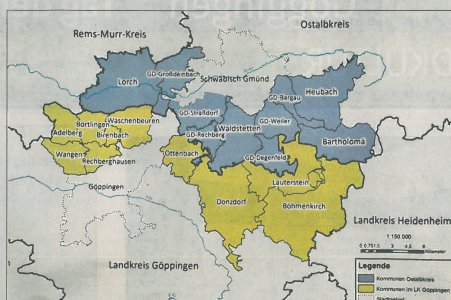 Rems-Murr-Kreis
Ostalbkreis
Lorch
GD-Großdeinbach
Schwäbisch Gmünd
GD-Bargau
Heubach
GD-Straßdorf
GD-Weiler
Waldstetten
GD-Rechberg
Bartholomä
GD-Degenfeld
Wäschenbeuren
Börtlingen
Adelberg
Birenbach
Wangen
Rechberghausen
Ottenbach
Göppingen
Lauterstein
Donzdorf
Böhmenkirch
Landkreis Heidenheim
Landkreis Göppingen
1:150.000
Kilometer
Legende
Kommunen Ostalbkreis
Kommunen im LK Göppingen